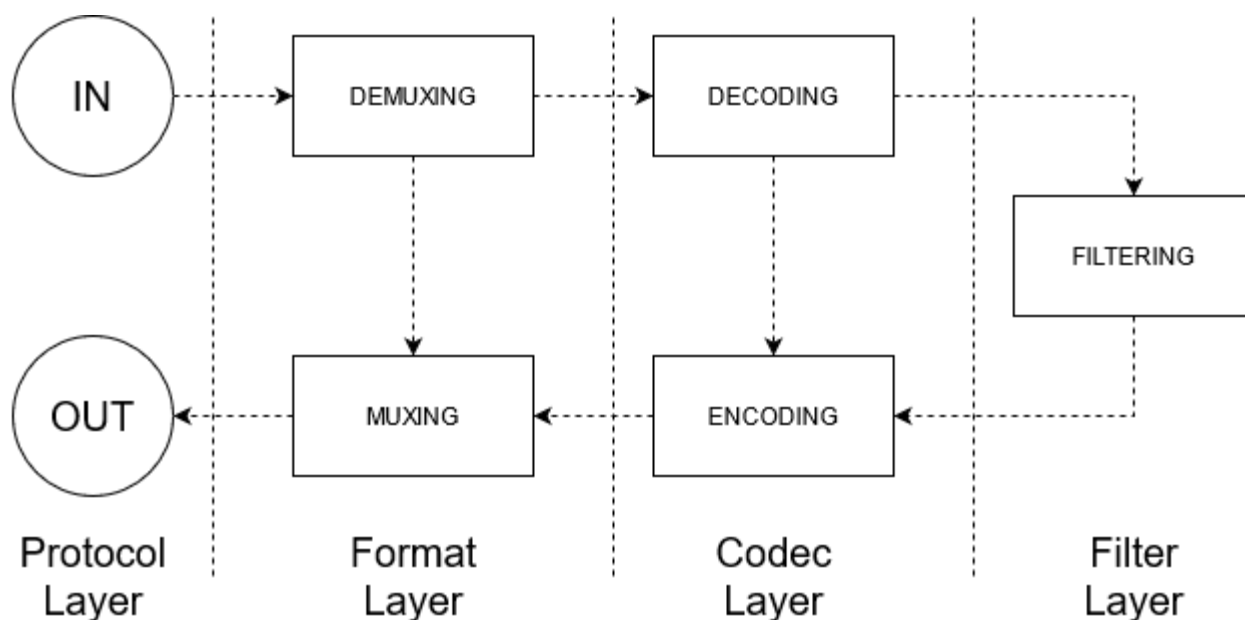 IN
DEMUXING
DECODING
FILTERING
OUT
MUXING
ENCODING
Protocol
Layer
Format
Layer
Codec
Layer
Filter
Layer